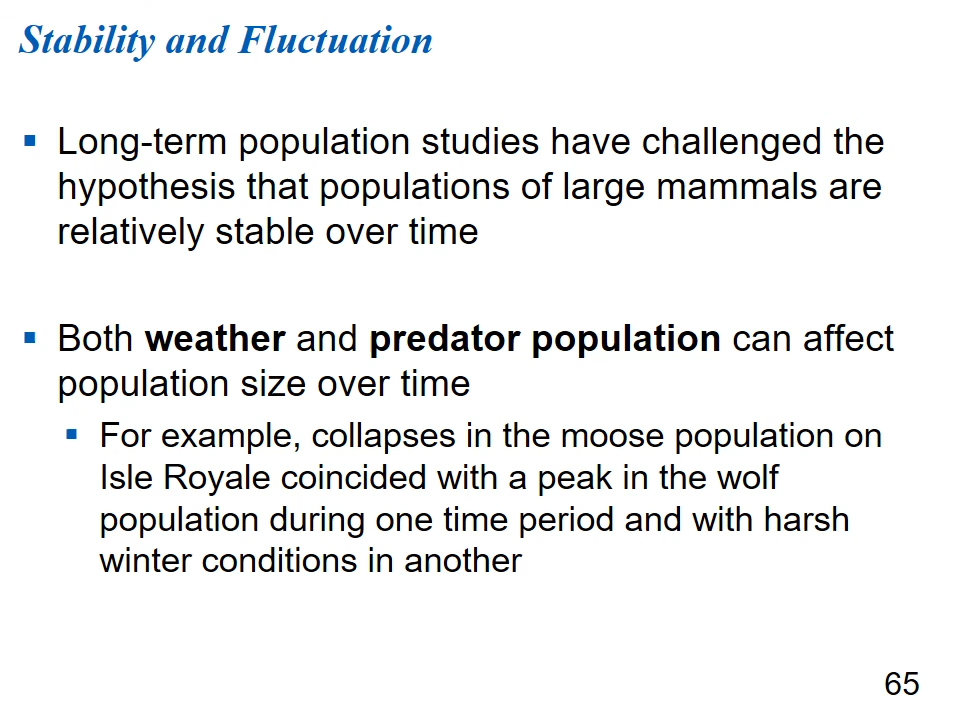 Stability and Fluctuation
▪ Long-term population studies have challenged the
hypothesis that populations of large mammals are
relatively stable over time
▪ Both weather and predator population can affect
population size over time
▪ For example, collapses in the moose population on
Isle Royale coincided with a peak in the wolf
population during one time period and with harsh
winter conditions in another
65